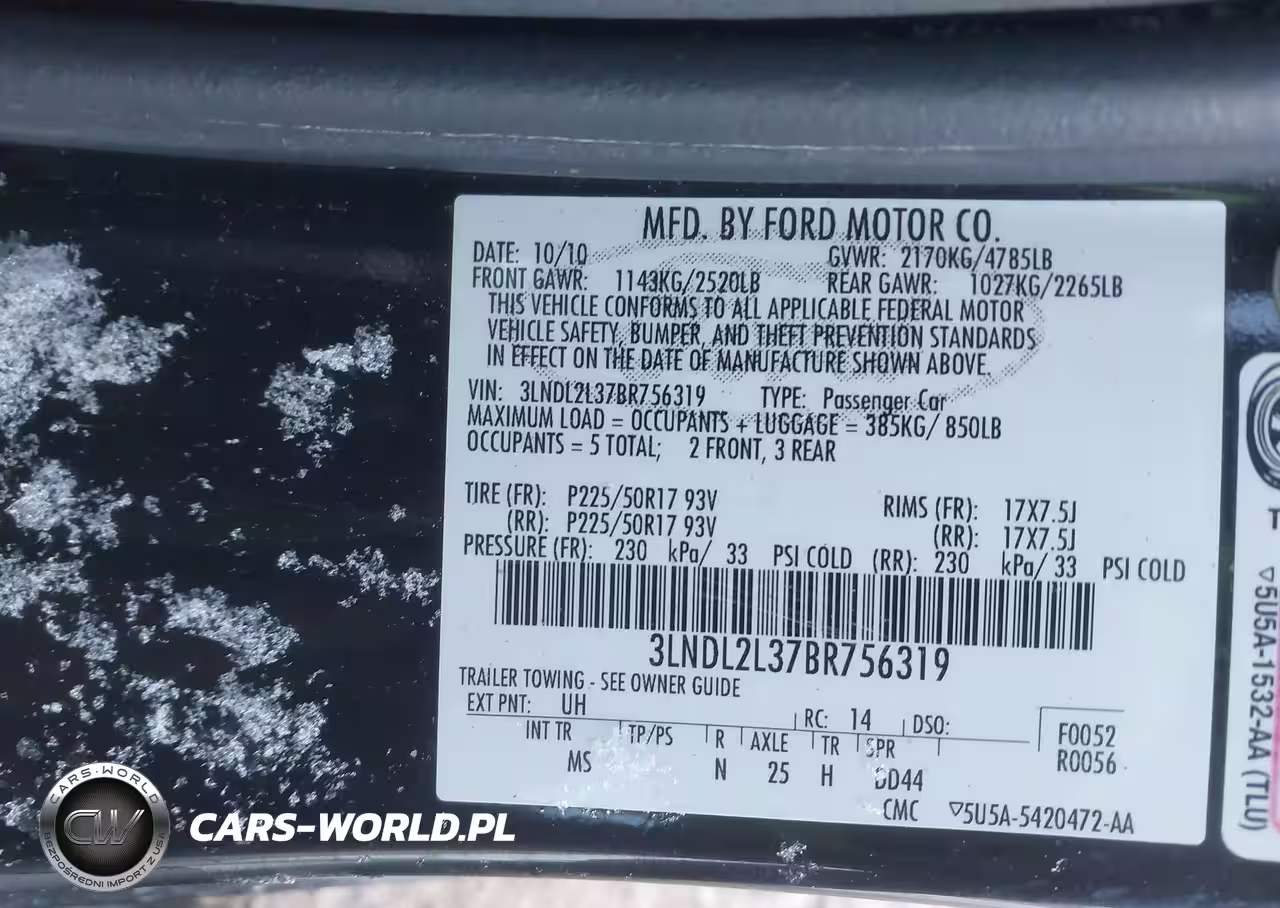 MFD. BY FORD MOTOR CO.
DATE: 10/10 GVWR: 2170KG/4785LB
FRONT GAWR: 1143KG/2520LB REAR GAWR: 1027KG/2265LB
THIS VEHICLE CONFORMS TO ALL APPLICABLE FEDERAL MOTOR
VEHICLE SAFETY, BUMPER, AND THEFT PREVENTION STANDARDS
IN EFFECT ON THE DATE OF MANUFACTURE SHOWN ABOVE.
VIN: 3LNDL2L37BR756319 TYPE: Passenger Car
MAXIMUM LOAD = OCCUPANTS + LUGGAGE = 385KG/ 850LB
OCCUPANTS = 5 TOTAL; 2 FRONT, 3 REAR
TIRE (FR): P225/50R17 93V RIMS (FR): 17X7.5J
(RR): P225/50R17 93V (RR): 17X7.5J
PRESSURE (FR): 230 kPa/ 33 PSI COLD (RR): 230 kPa/ 33 PSI COLD
3LNDL2L37BR756319
TRAILER TOWING - SEE OWNER GUIDE
EXT PNT: UH RC: 14 DSO: F0052
INT TR TP/PS R AXLE TR SPR R0056
MS N 25 H DD44
CMC ▽5U5A-5420472-AA
▽5U5A-1532-AA (TLU)
CARS-WORLD
CW
BEZPOŚREDNI IMPORT Z USA
CARS-WORLD.PL